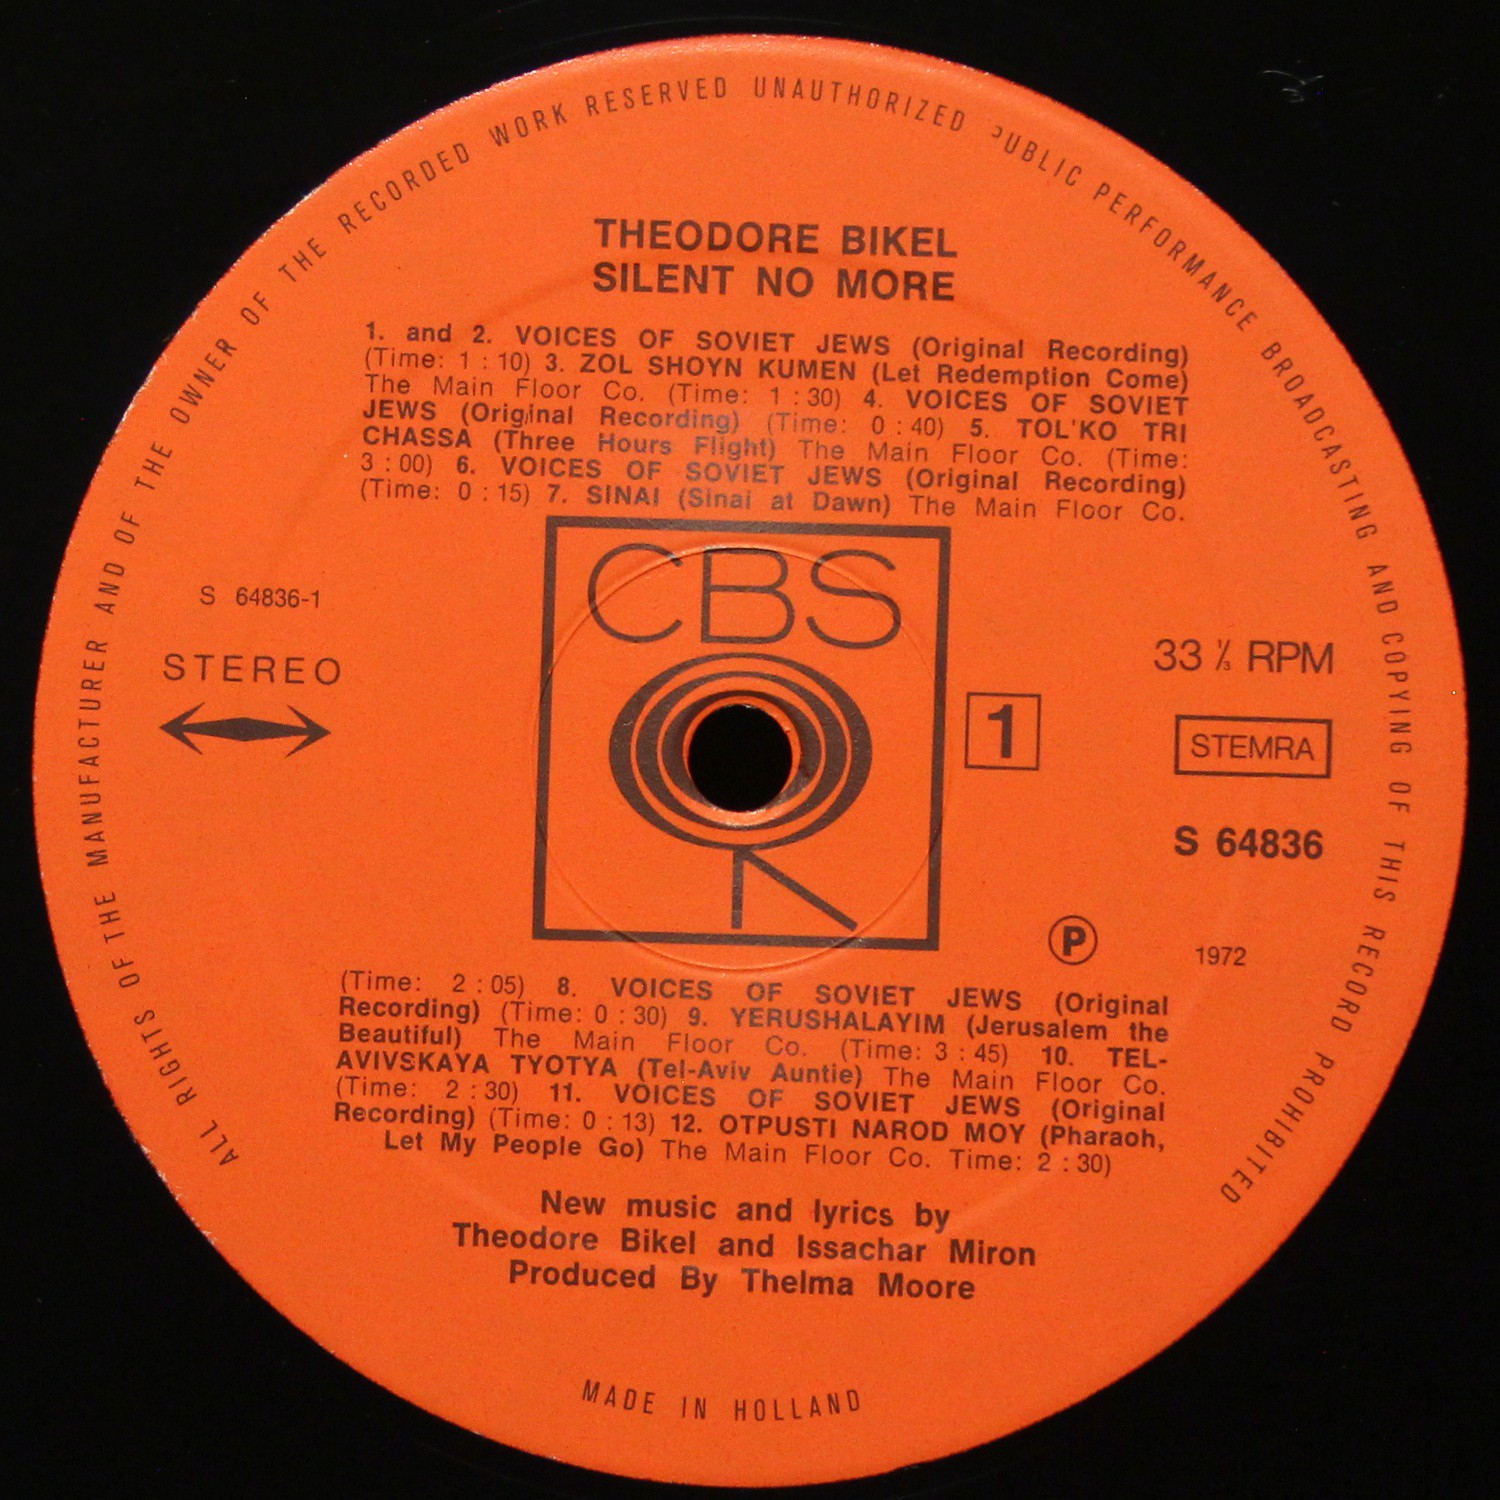 ALL RIGHTS OF THE MANUFACTURER AND OF THE OWNER OF THE RECORDED WORK RESERVED UNAUTHORIZED PUBLIC PERFORMANCE BROADCASTING AND COPYING OF THIS RECORD PROHIBITED
THEODORE BIKEL
SILENT NO MORE
1. and 2. VOICES OF SOVIET JEWS (Original Recording)
(Time: 1 : 10) 3. ZOL SHOYN KUMEN (Let Redemption Come)
The Main Floor Co. (Time: 1 : 30) 4. VOICES OF SOVIET
JEWS (Original Recording) (Time: 0 : 40) 5. TOL'KO TRI
CHASSA (Three Hours Flight) The Main Floor Co. (Time:
3 : 00) 6. VOICES OF SOVIET JEWS (Original Recording)
(Time: 0 : 15) 7. SINAI (Sinai at Dawn) The Main Floor Co.
CBS
S 64836-1
STEREO
1
33 ⅓ RPM
STEMRA
S 64836
P 1972
(Time: 2 : 05) 8. VOICES OF SOVIET JEWS (Original
Recording) (Time: 0 : 30) 9. YERUSHALAYIM (Jerusalem the
Beautiful) The Main Floor Co. (Time: 3 : 45) 10. TEL-
AVIVSKAYA TYOTYA (Tel-Aviv Auntie) The Main Floor Co.
(Time: 2 : 30) 11. VOICES OF SOVIET JEWS (Original
Recording) (Time: 0 : 13) 12. OTPUSTI NAROD MOY (Pharaoh,
Let My People Go) The Main Floor Co. Time: 2 : 30)
New music and lyrics by
Theodore Bikel and Issachar Miron
Produced By Thelma Moore
MADE IN HOLLAND